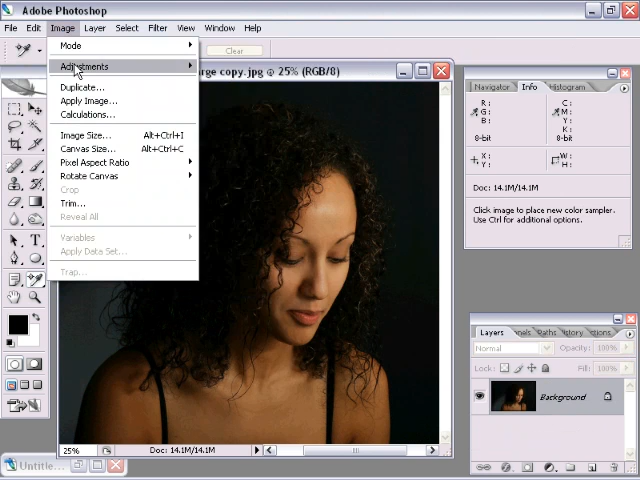 Adobe Photoshop
File Edit Image Layer Select Filter View Window Help
Clear
Mode
Adjustments
Duplicate...
Apply Image...
Calculations...
Image Size... Alt+Ctrl+I
Canvas Size... Alt+Ctrl+C
Pixel Aspect Ratio
Rotate Canvas
Crop
Trim...
Reveal All
Variables
Apply Data Set...
Trap...
arge copy.jpg @ 25% (RGB/8)
25% Doc: 14.1M/14.1M
Untitle...
Navigator Info Histogram
R: C:
G: M:
B: Y:
K:
8-bit 8-bit
X: W:
Y: H:
Doc: 14.1M/14.1M
Click image to place new color sampler.
Use Ctrl for additional options.
Layers nels Paths istory ctions
Normal Opacity: 100%
Lock: Fill: 100%
Background